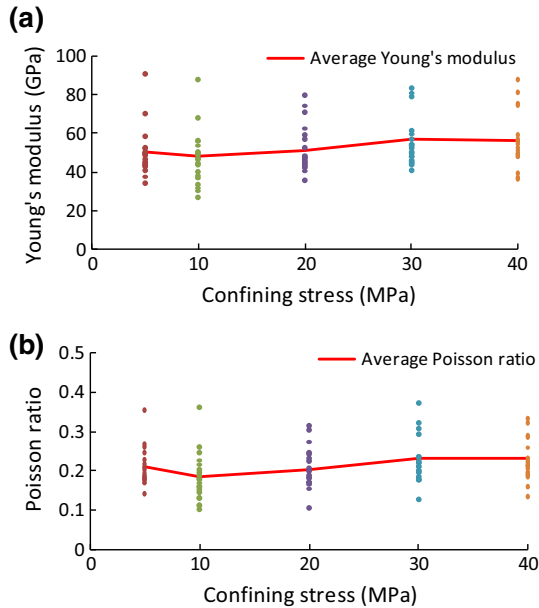 (a)
Average Young's modulus
Young's modulus (GPa)
100
80
60
40
20
0
0 10 20 30 40
Confining stress (MPa)
(b)
Average Poisson ratio
Poisson ratio
0.5
0.4
0.3
0.2
0.1
0
0 10 20 30 40
Confining stress (MPa)